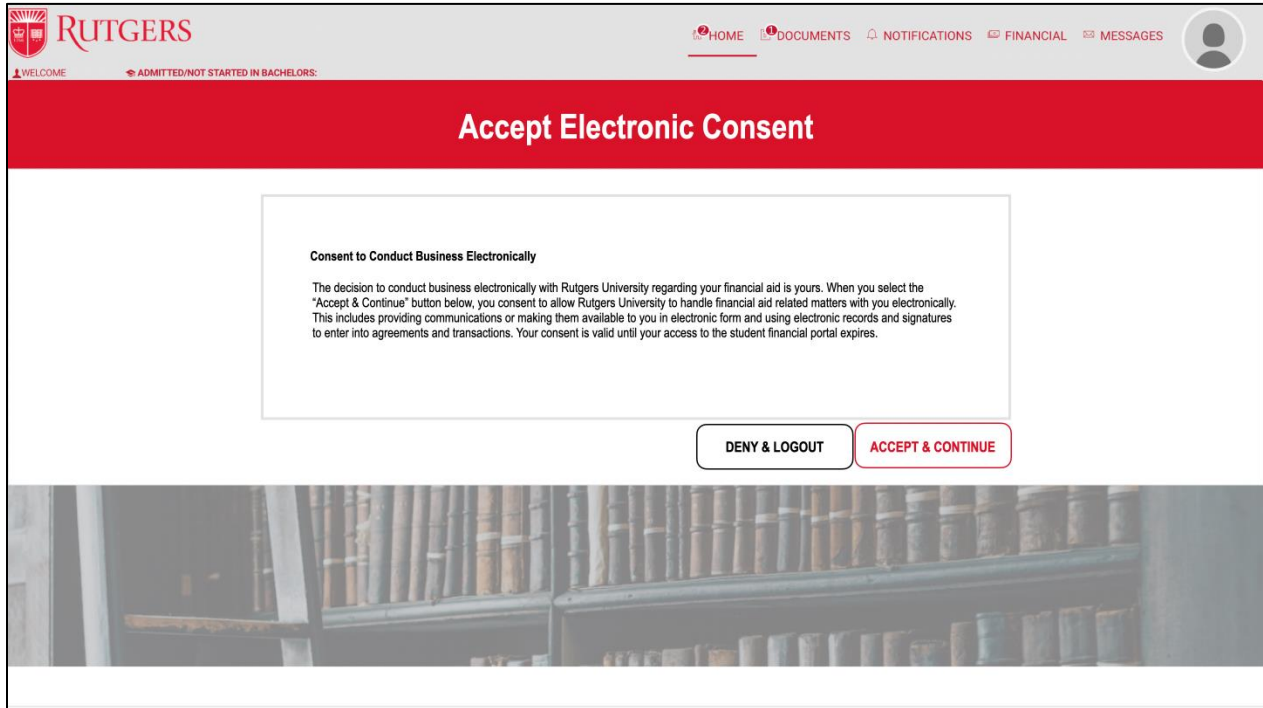 RUTGERS
2 HOME 1 DOCUMENTS NOTIFICATIONS FINANCIAL MESSAGES
WELCOME ADMITTED/NOT STARTED IN BACHELORS:
Accept Electronic Consent
Consent to Conduct Business Electronically
The decision to conduct business electronically with Rutgers University regarding your financial aid is yours. When you select the
“Accept & Continue” button below, you consent to allow Rutgers University to handle financial aid related matters with you electronically.
This includes providing communications or making them available to you in electronic form and using electronic records and signatures
to enter into agreements and transactions. Your consent is valid until your access to the student financial portal expires.
DENY & LOGOUT ACCEPT & CONTINUE